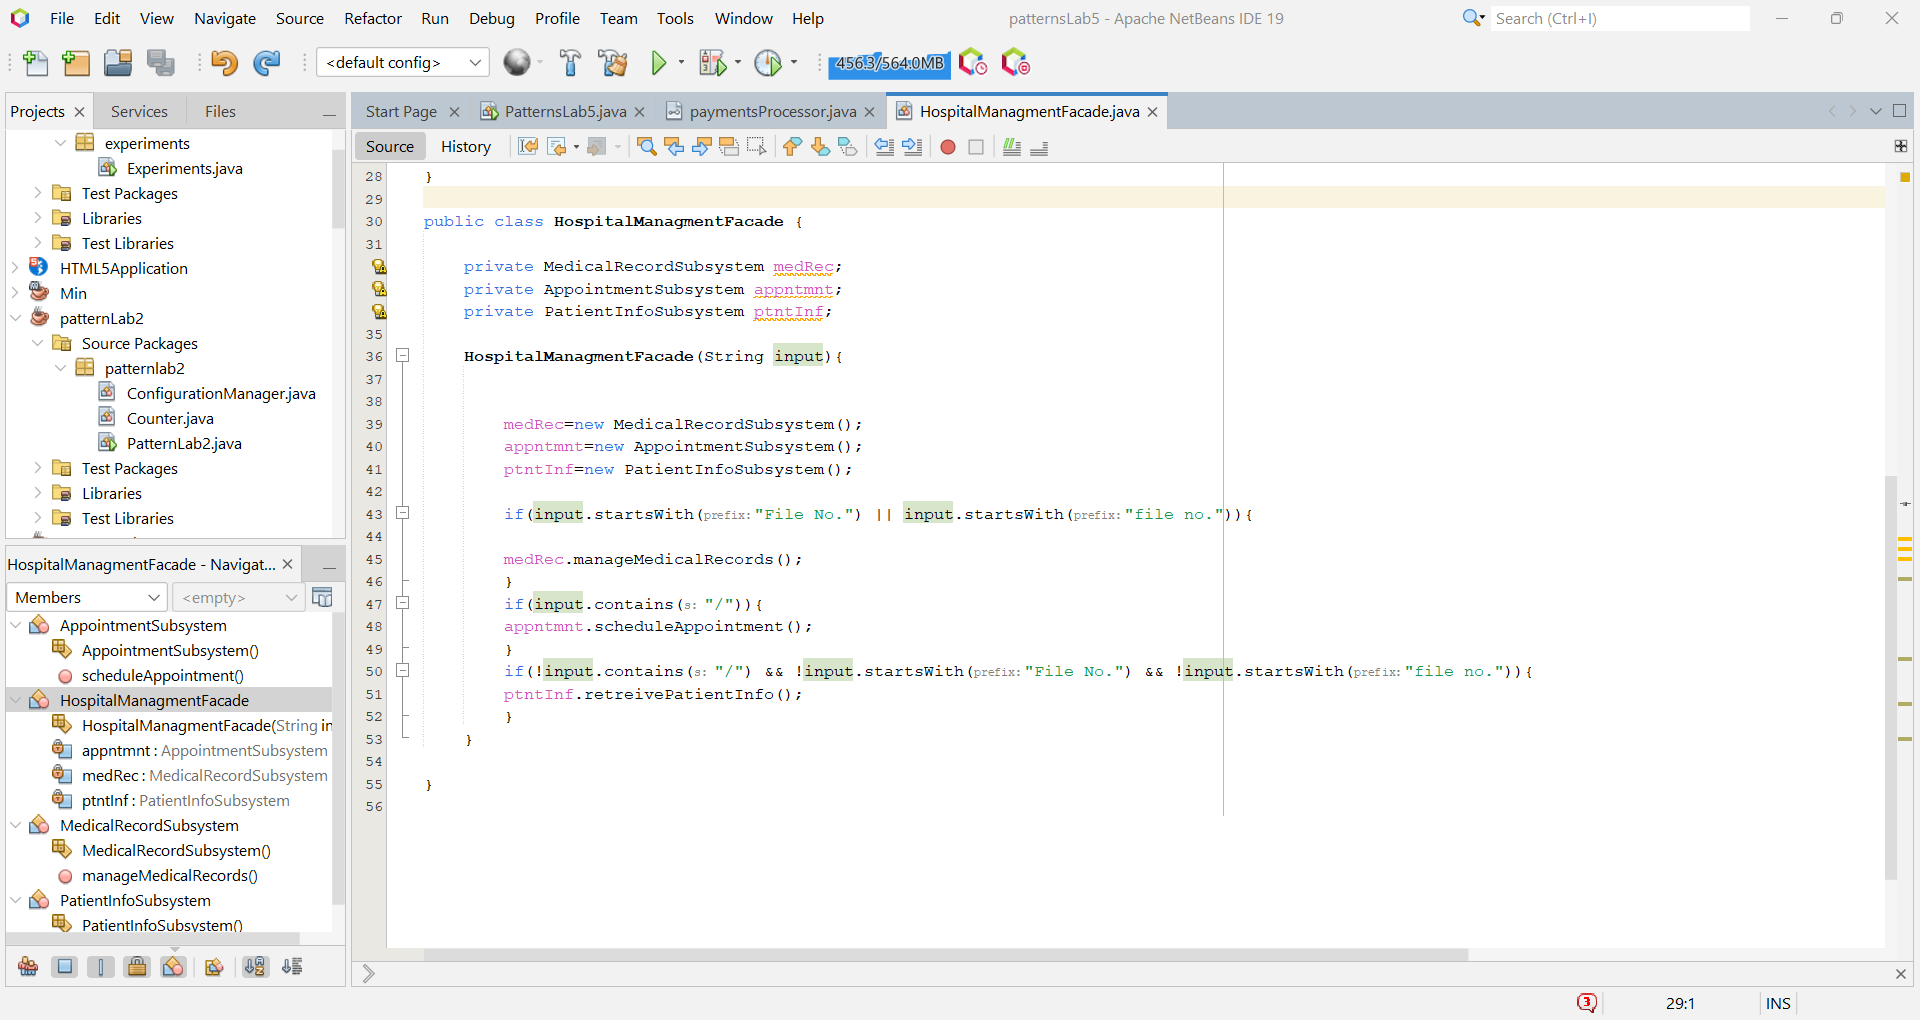 File Edit View Navigate Source Refactor Run Debug Profile Team Tools Window Help
patternsLab5 - Apache NetBeans IDE 19
Search (Ctrl+I)
<default config>
456.3/564.0MB
Projects
Services
Files
experiments
Experiments.java
Test Packages
Libraries
Test Libraries
HTML5Application
Min
patternLab2
Source Packages
patternlab2
ConfigurationManager.java
Counter.java
PatternLab2.java
Test Packages
Libraries
Test Libraries
HospitalManagmentFacade - Navigat...
Members
<empty>
AppointmentSubsystem
AppointmentSubsystem()
scheduleAppointment()
HospitalManagmentFacade
HospitalManagmentFacade(String in
appntmnt : AppointmentSubsystem
medRec : MedicalRecordSubsystem
ptntInf : PatientInfoSubsystem
MedicalRecordSubsystem
MedicalRecordSubsystem()
manageMedicalRecords()
PatientInfoSubsystem
PatientInfoSubsystem()
Start Page
PatternsLab5.java
paymentsProcessor.java
HospitalManagmentFacade.java
Source
History
28 }
29
30 public class HospitalManagmentFacade {
31
private MedicalRecordSubsystem medRec;
private AppointmentSubsystem appntmnt;
private PatientInfoSubsystem ptntInf;
35
36 HospitalManagmentFacade(String input){
37
38
39 medRec=new MedicalRecordSubsystem();
40 appntmnt=new AppointmentSubsystem();
41 ptntInf=new PatientInfoSubsystem();
42
43 if(input.startsWith(prefix: "File No.") || input.startsWith(prefix: "file no.")){
44
45 medRec.manageMedicalRecords();
46 }
47 if(input.contains(s: "/")){
48 appntmnt.scheduleAppointment();
49 }
50 if(!input.contains(s: "/") && !input.startsWith(prefix: "File No.") && !input.startsWith(prefix: "file no.")){
51 ptntInf.retreivePatientInfo();
52 }
53 }
54
55 }
56
3
29:1
INS